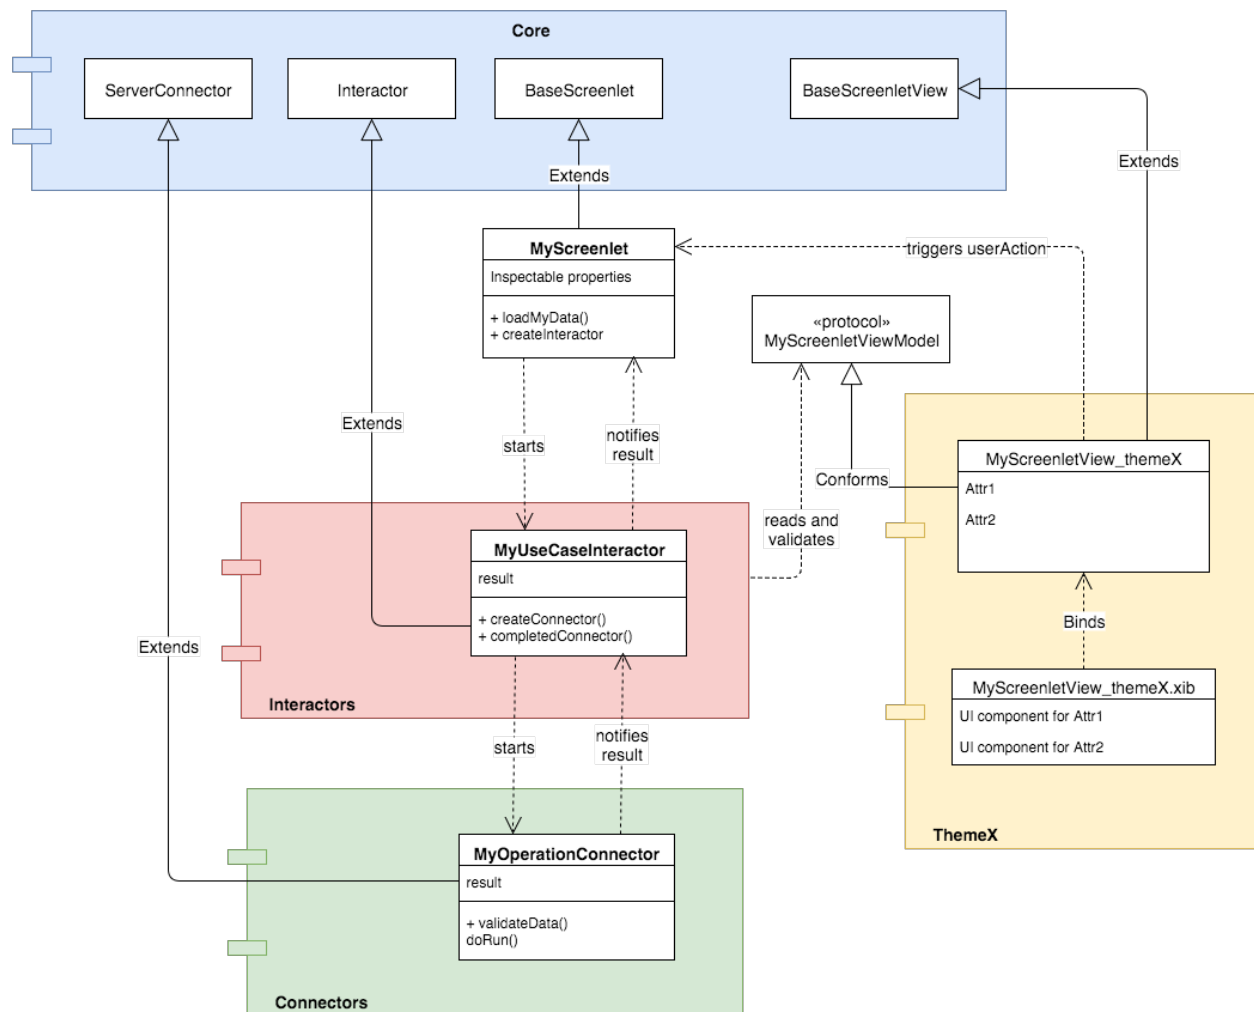 Core
ServerConnector
Interactor
BaseScreenlet
BaseScreenletView
Extends
Extends
MyScreenlet
Inspectable properties
+ loadMyData()
+ createInteractor
triggers userAction
«protocol»
MyScreenletViewModel
Extends
starts
notifies
result
Conforms
MyScreenletView_themeX
Attr1
Attr2
reads and
validates
MyUseCaseInteractor
result
+ createConnector()
+ completedConnector()
Interactors
Binds
Extends
MyScreenletView_themeX.xib
UI component for Attr1
UI component for Attr2
starts
notifies
result
ThemeX
MyOperationConnector
result
+ validateData()
doRun()
Connectors